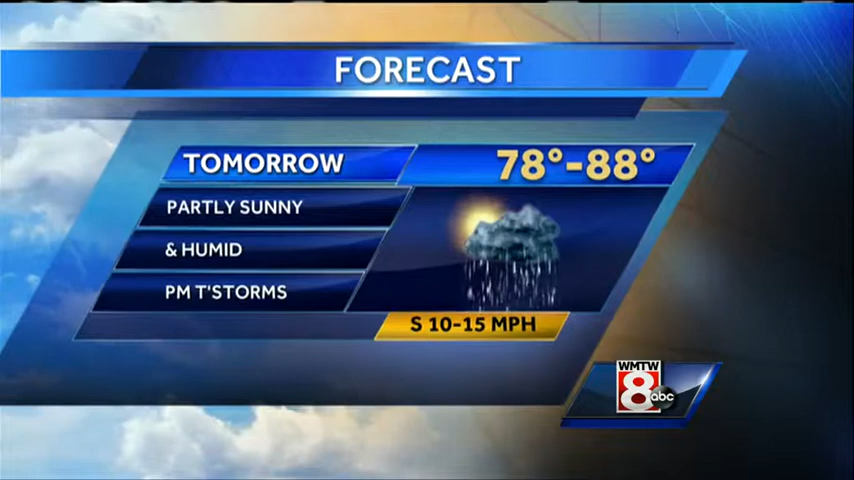 FORECAST
TOMORROW 78°-88°
PARTLY SUNNY
& HUMID
PM T'STORMS
S 10-15 MPH
WMTW
8
abc